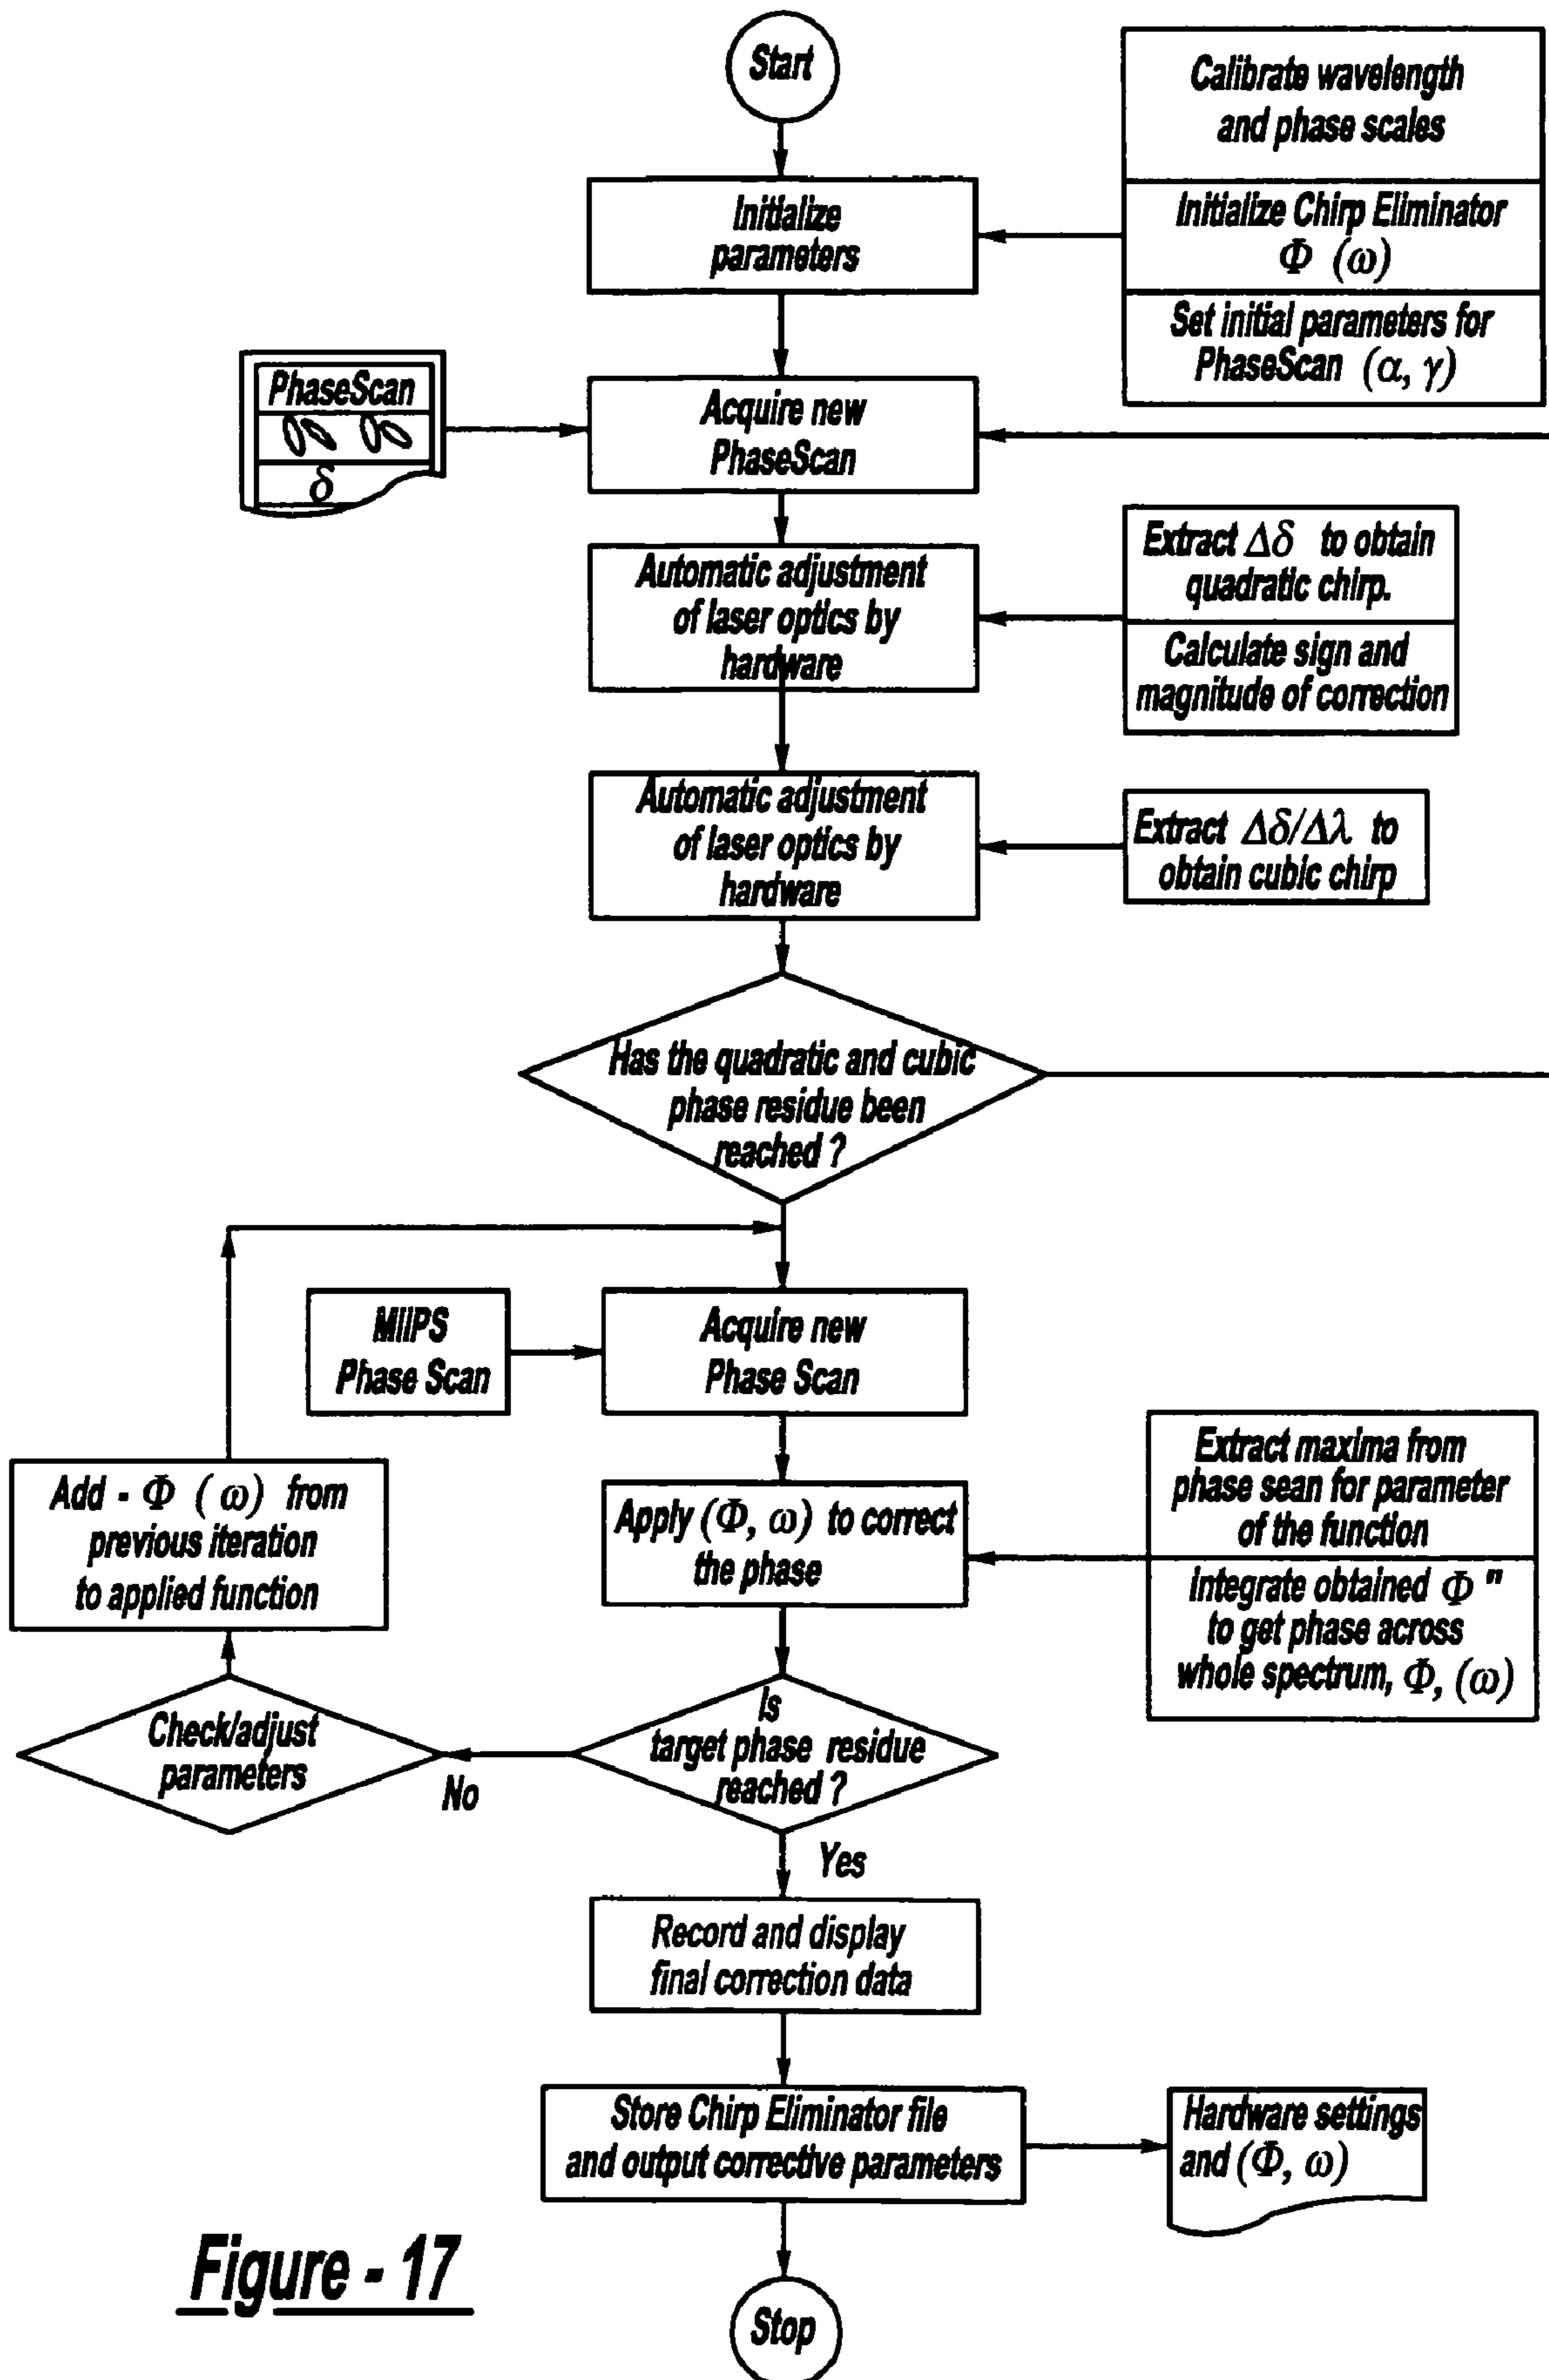 Start
Calibrate wavelength
and phase scales
Initialize
parameters
Initialize Chirp Eliminator
Φ (ω)
Set initial parameters for
PhaseScan (α, γ)
PhaseScan
δ
Acquire new
PhaseScan
Automatic adjustment
of laser optics by
hardware
Extract Δδ to obtain
quadratic chirp.
Calculate sign and
magnitude of correction
Automatic adjustment
of laser optics by
hardware
Extract Δδ/Δλ to
obtain cubic chirp
Has the quadratic and cubic
phase residue been
reached ?
MIIPS
Phase Scan
Acquire new
Phase Scan
Add - Φ ( ω) from
previous iteration
to applied function
Apply (Φ, ω) to correct
the phase
Extract maxima from
phase sean for parameter
of the function
Integrate obtained Φ "
to get phase across
whole spectrum, Φ, (ω)
Check/adjust
parameters
No
Is
target phase residue
reached ?
Yes
Record and display
final correction data
Store Chirp Eliminator file
and output corrective parameters
Hardware settings
and (Φ, ω)
Figure - 17
Stop